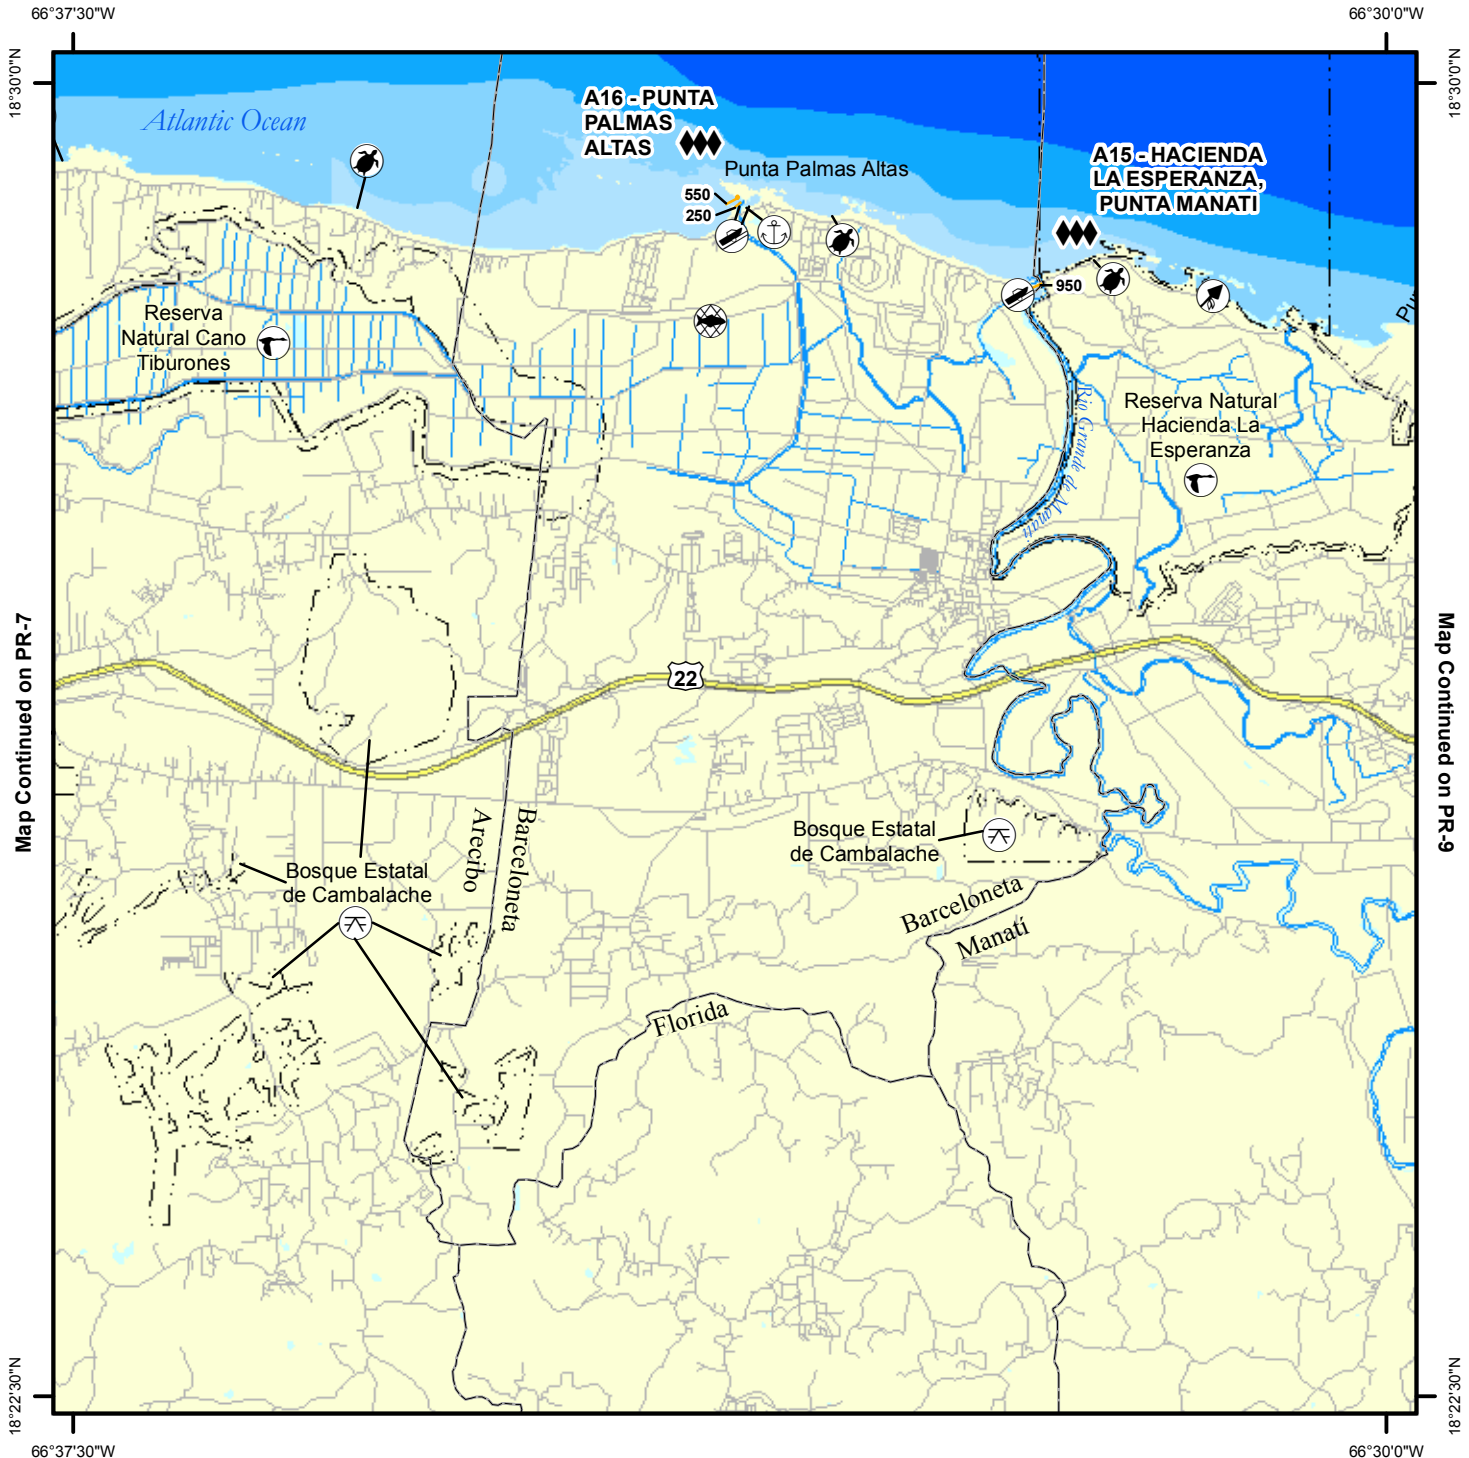 66°37'30"W
66°30'0"W
18°30'0"N
18°30'0"N
Atlantic Ocean
A16 - PUNTA
PALMAS
ALTAS
Punta Palmas Altas
A15 - HACIENDA
LA ESPERANZA,
PUNTA MANATI
550
250
950
Reserva
Natural Cano
Tiburones
Río Grande de Manatí
Reserva Natural
Hacienda La
Esperanza
Map Continued on PR-7
Map Continued on PR-9
22
Arecibo
Barceloneta
Bosque Estatal
de Cambalache
Bosque Estatal
de Cambalache
Barceloneta
Manatí
Florida
18°22'30"N
18°22'30"N
66°37'30"W
66°30'0"W